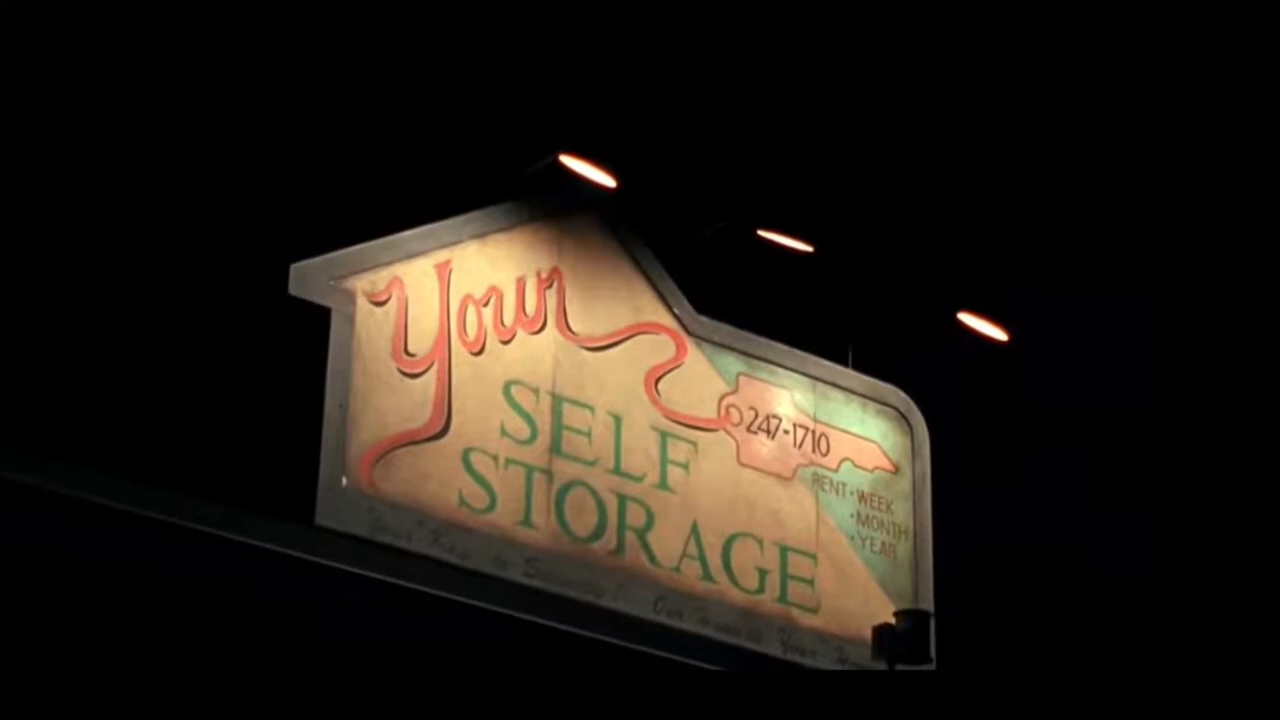 Your
SELF
STORAGE
247-1710
RENT · WEEK
· MONTH
· YEAR